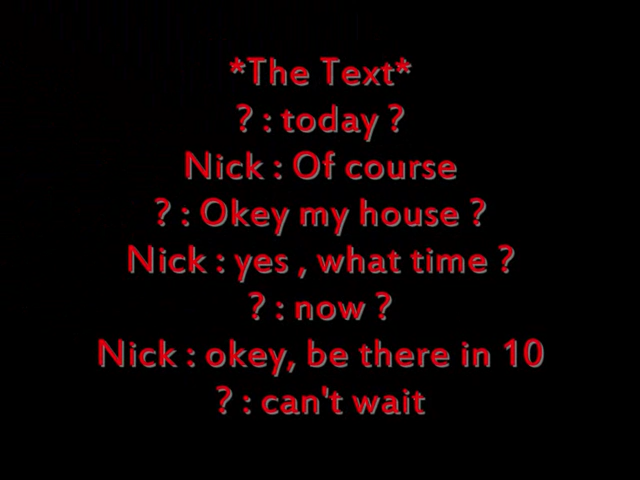 *The Text*
? : today ?
Nick : Of course
? : Okey my house ?
Nick : yes , what time ?
? : now ?
Nick : okey, be there in 10
? : can't wait